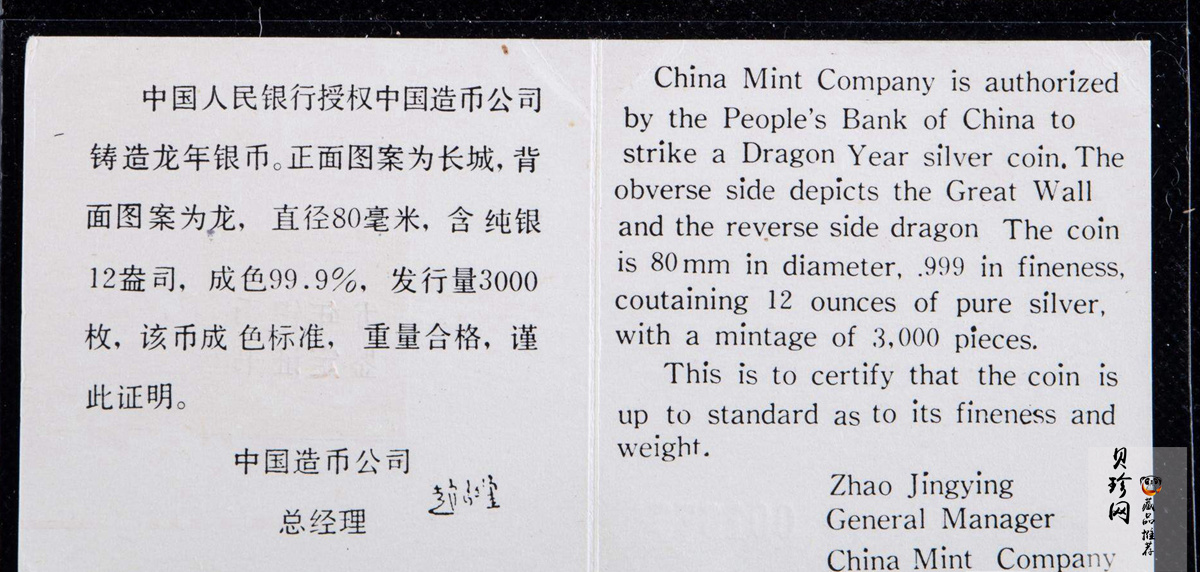 中国人民银行授权中国造币公司
铸造龙年银币。正面图案为长城，背
面图案为龙，直径80毫米，含纯银
12盎司，成色99.9%，发行量3000
枚，该币成色标准，重量合格，谨
此证明。
中国造币公司
总经理
China Mint Company is authorized
by the People's Bank of China to
strike a Dragon Year silver coin. The
obverse side depicts the Great Wall
and the reverse side dragon The coin
is 80mm in diameter, .999 in fineness,
coutaining 12 ounces of pure silver,
with a mintage of 3,000 pieces.
This is to certify that the coin is
up to standard as to its fineness and
weight.
Zhao Jingying
General Manager
China Mint Company
贝珍网
藏品推荐